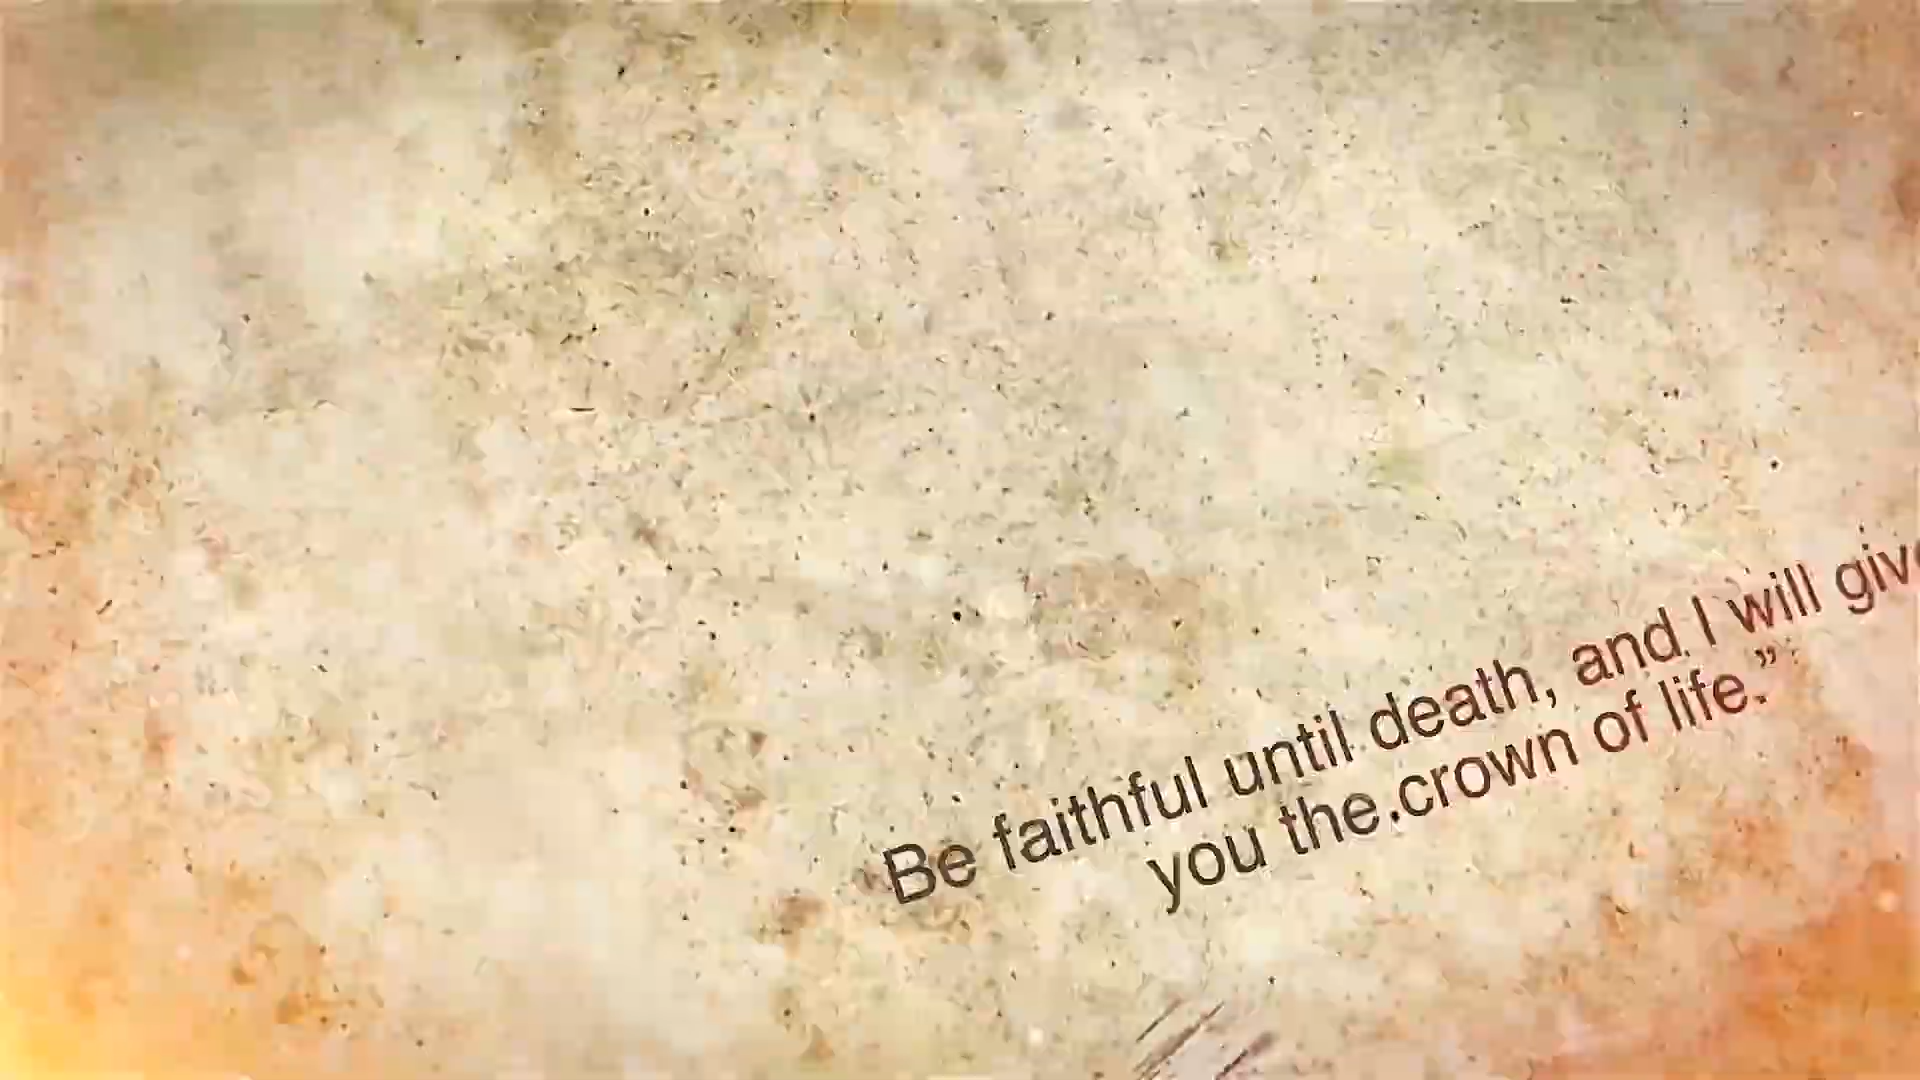 Be faithful until death, and I will give
you the crown of life.”